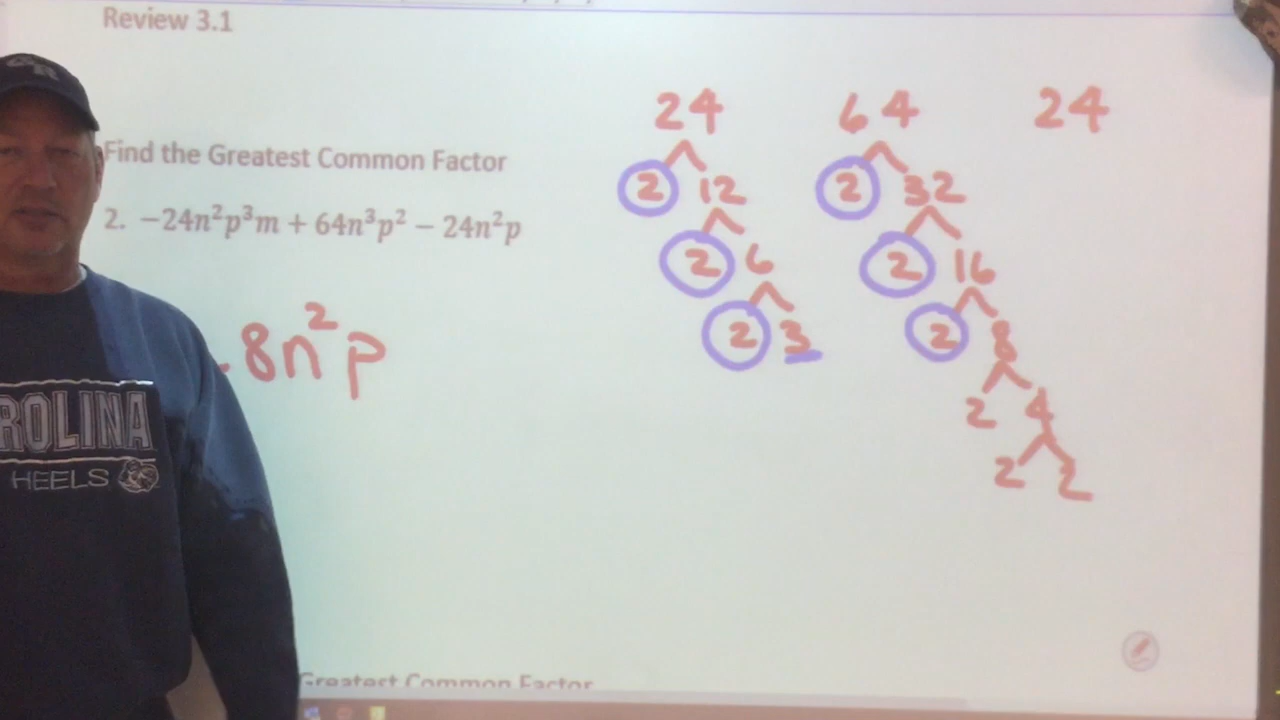 Review 3.1
Find the Greatest Common Factor
2. −24n²p³m + 64n³p² − 24n²p
-8n²p
24
2 12
2 6
2 3
64
2 32
2 16
2 8
2 4
2 2
24
ROLINA
HEELS
Greatest Common Factor